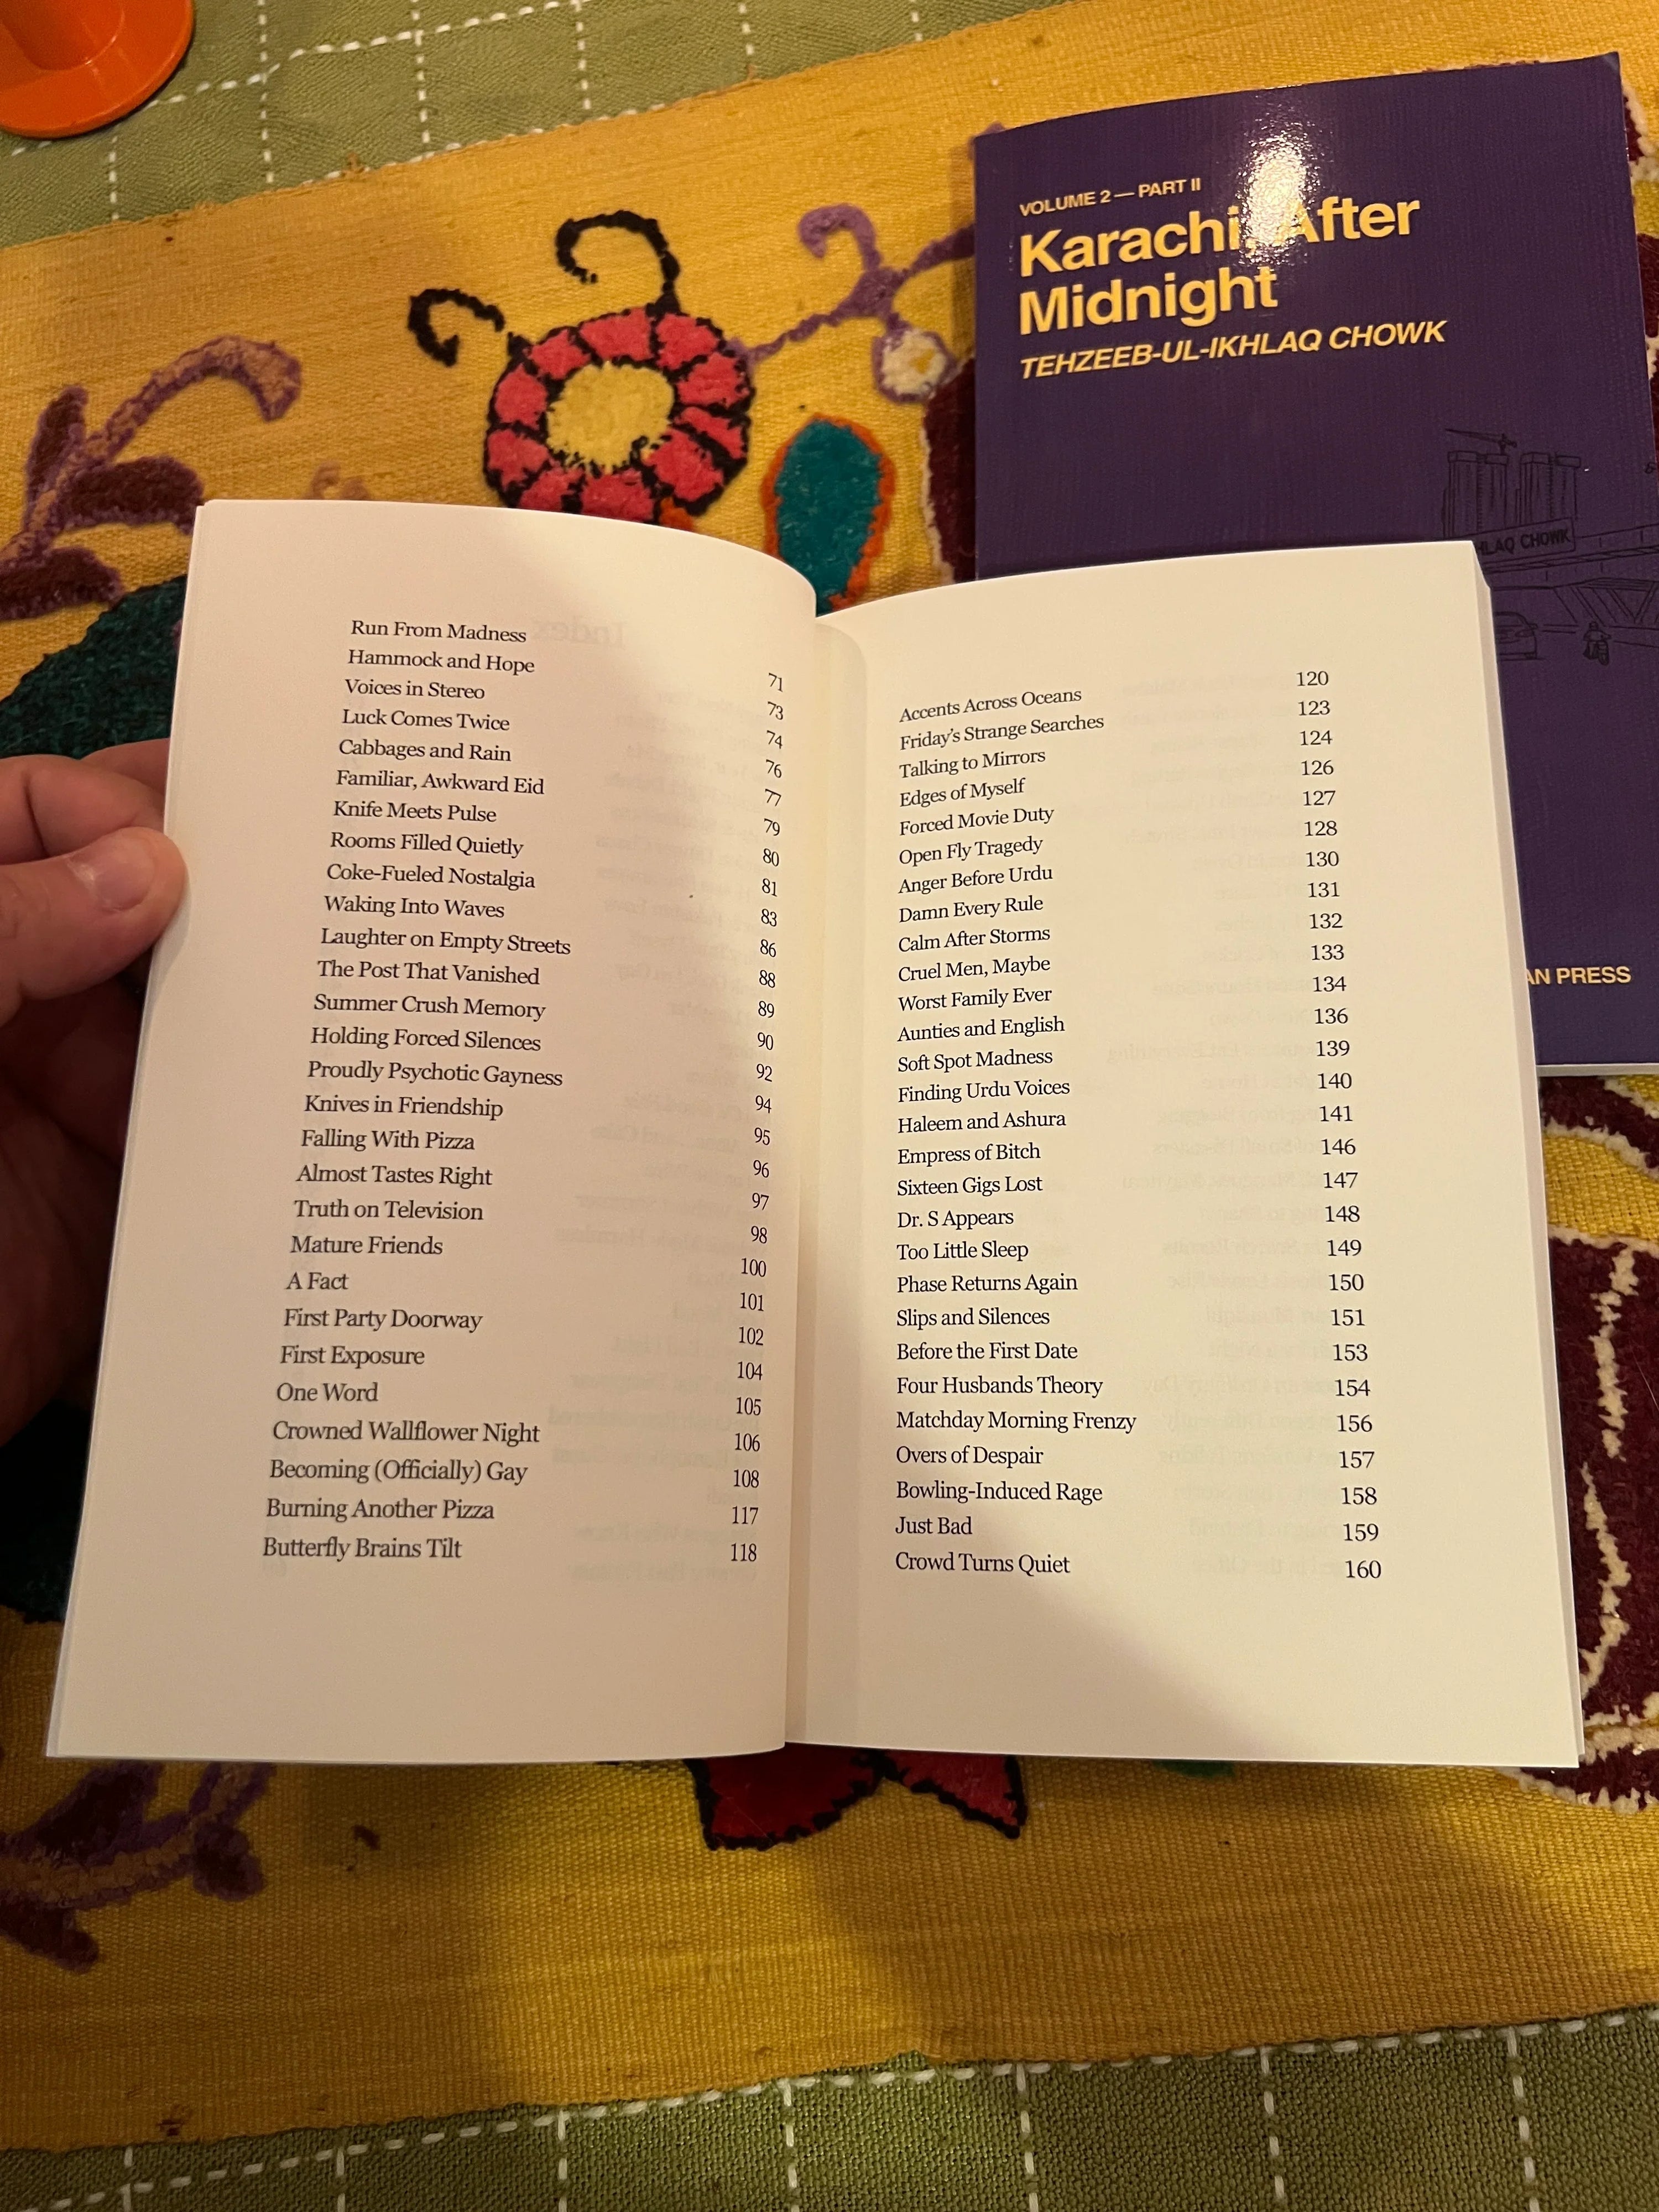 VOLUME 2 — PART II
Karachi, After
Midnight
TEHZEEB-UL-IKHLAQ CHOWK
CHOWK
PRESS
Run From Madness 71
Hammock and Hope 73
Voices in Stereo 74
Luck Comes Twice 76
Cabbages and Rain 77
Familiar, Awkward Eid 79
Knife Meets Pulse 80
Rooms Filled Quietly 81
Coke-Fueled Nostalgia 83
Waking Into Waves 86
Laughter on Empty Streets 88
The Post That Vanished 89
Summer Crush Memory 90
Holding Forced Silences 92
Proudly Psychotic Gayness 94
Knives in Friendship 95
Falling With Pizza 96
Almost Tastes Right 97
Truth on Television 98
Mature Friends 100
A Fact 101
First Party Doorway 102
First Exposure 104
One Word 105
Crowned Wallflower Night 106
Becoming (Officially) Gay 108
Burning Another Pizza 117
Butterfly Brains Tilt 118
Accents Across Oceans 120
Friday's Strange Searches 123
Talking to Mirrors 124
Edges of Myself 126
Forced Movie Duty 127
Open Fly Tragedy 128
Anger Before Urdu 130
Damn Every Rule 131
Calm After Storms 132
Cruel Men, Maybe 133
Worst Family Ever 134
Aunties and English 136
Soft Spot Madness 139
Finding Urdu Voices 140
Haleem and Ashura 141
Empress of Bitch 146
Sixteen Gigs Lost 147
Dr. S Appears 148
Too Little Sleep 149
Phase Returns Again 150
Slips and Silences 151
Before the First Date 153
Four Husbands Theory 154
Matchday Morning Frenzy 156
Overs of Despair 157
Bowling-Induced Rage 158
Just Bad 159
Crowd Turns Quiet 160